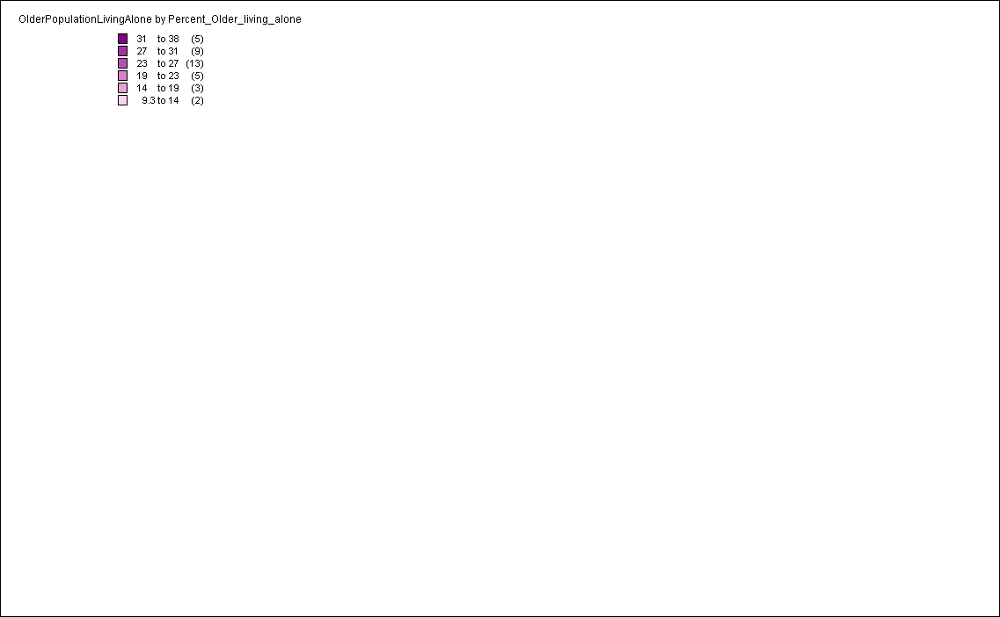 OlderPopulationLivingAlone by Percent_Older_living_alone
31 to 38 (5)
27 to 31 (9)
23 to 27 (13)
19 to 23 (5)
14 to 19 (3)
9.3 to 14 (2)